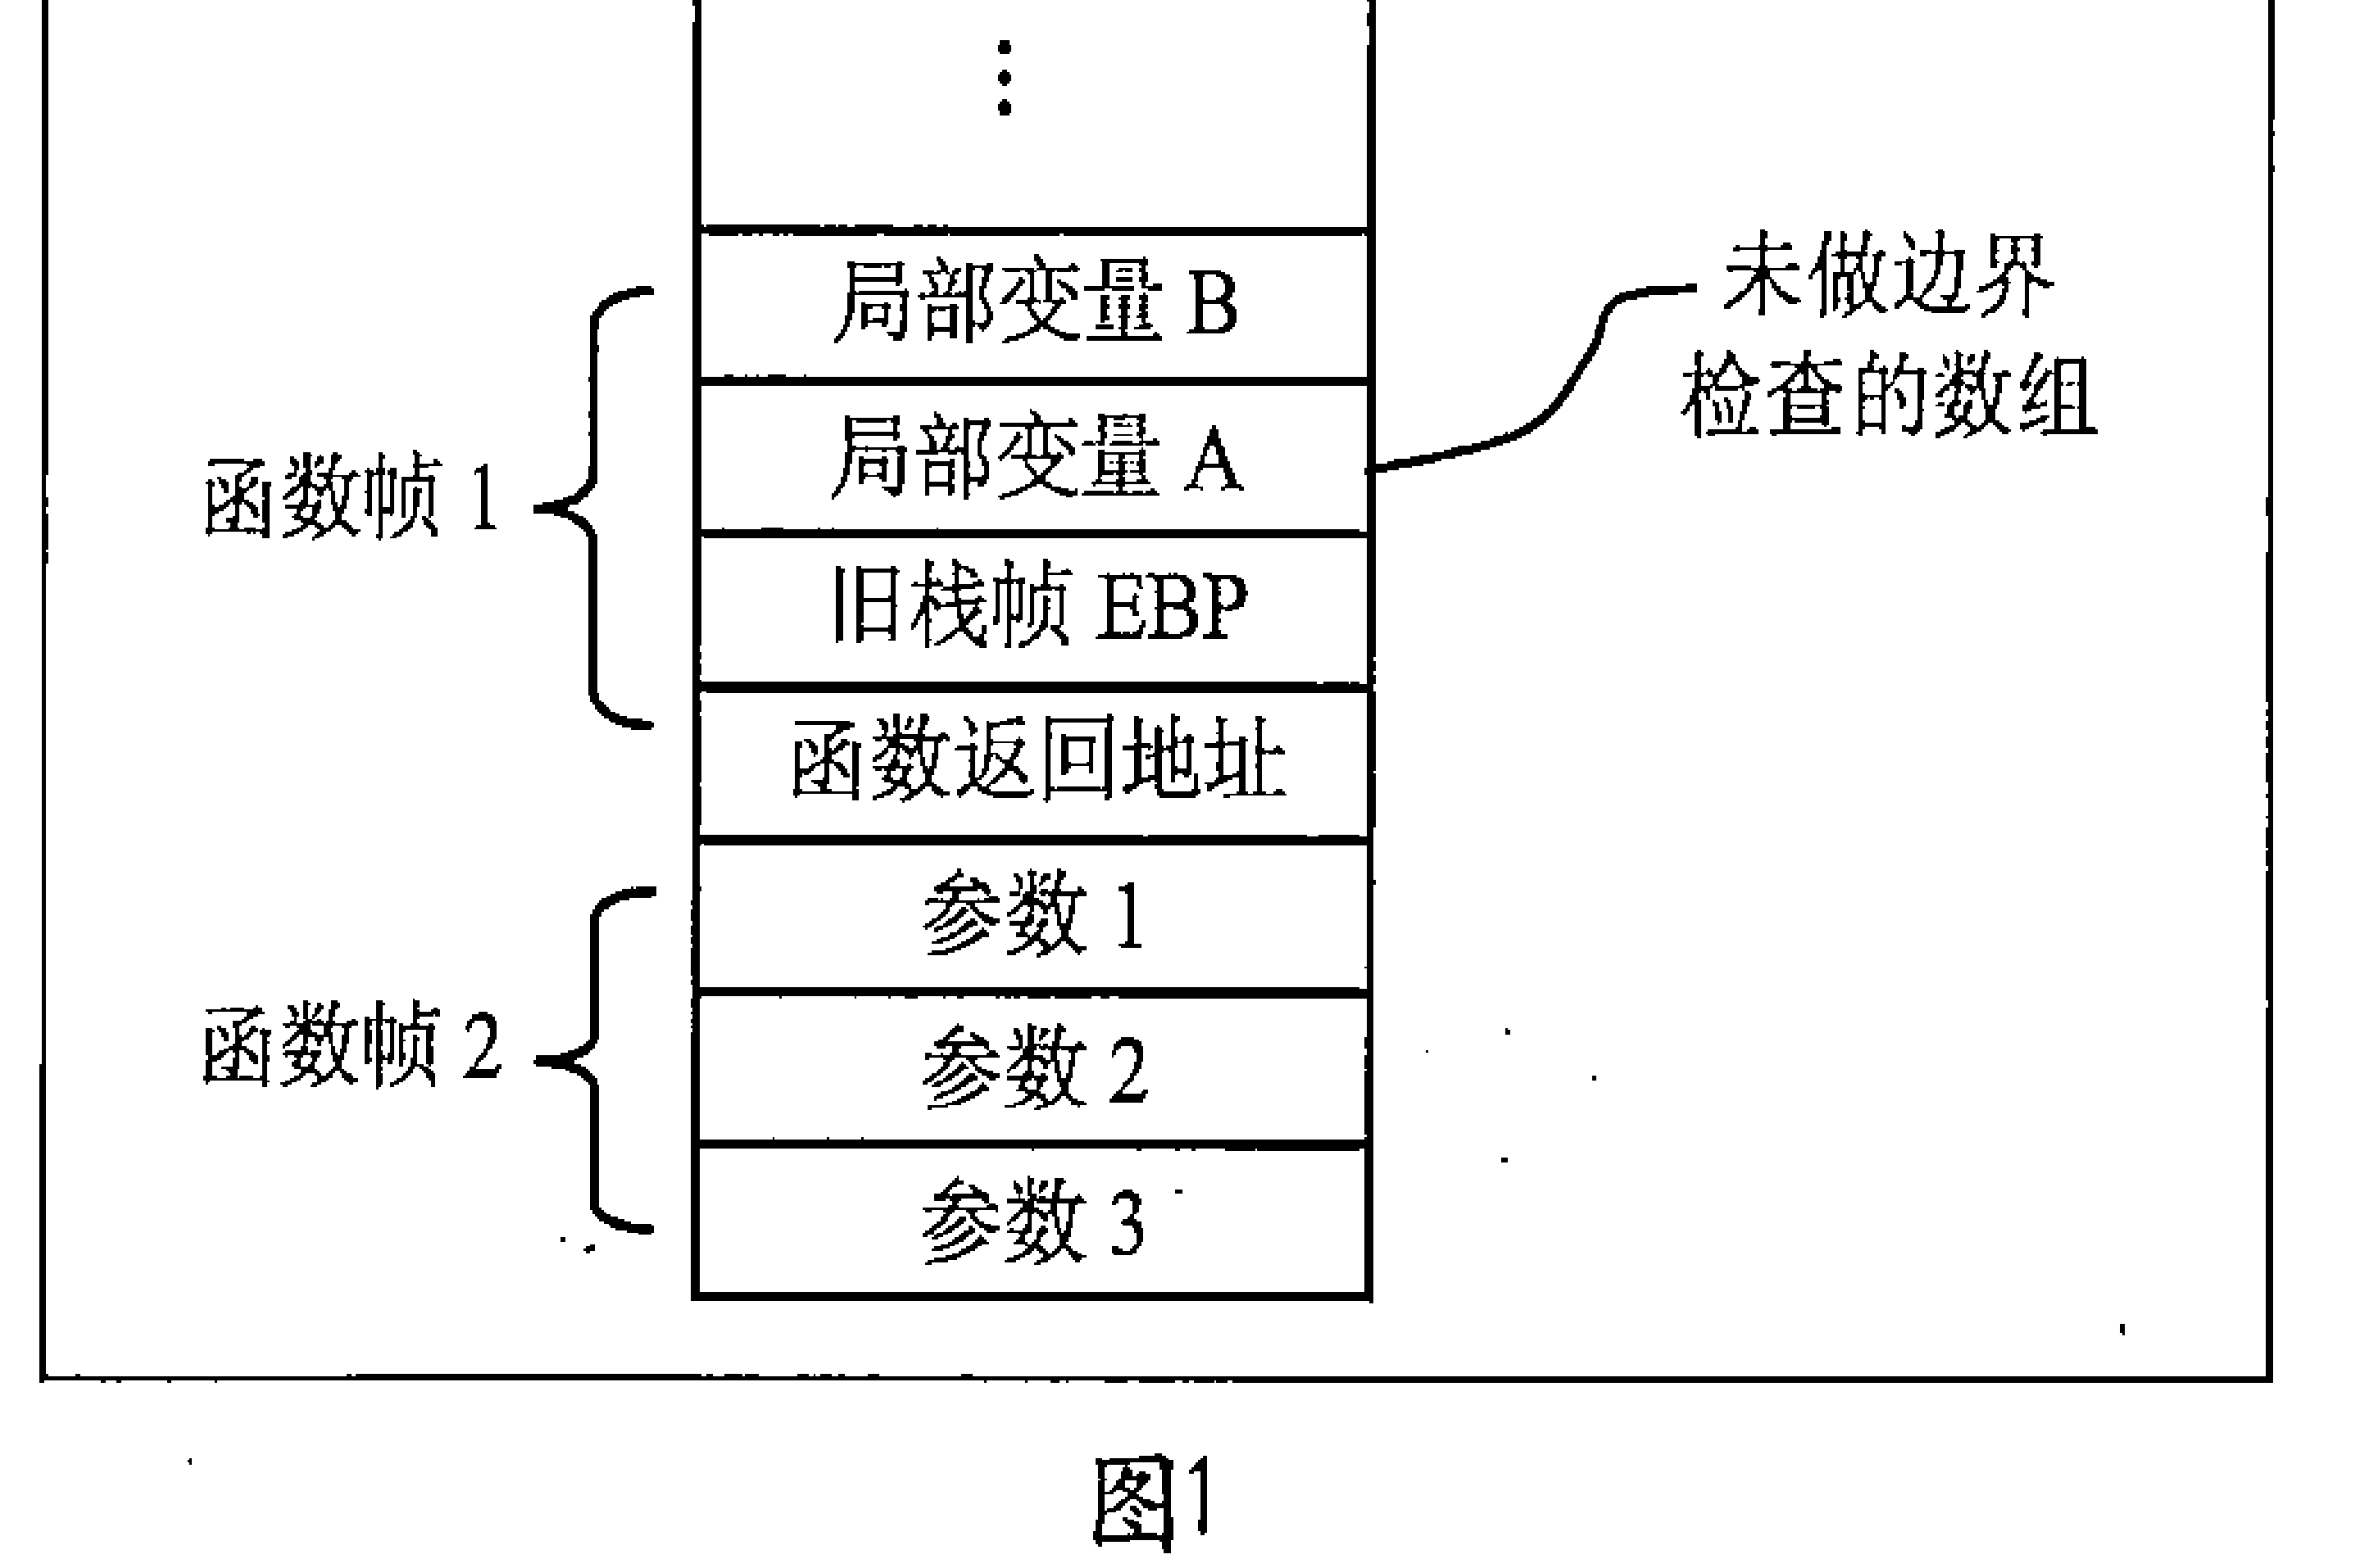 ⋮
局部变量 B
未做边界
检查的数组
局部变量 A
函数帧 1
旧栈帧 EBP
函数返回地址
参数 1
参数 2
函数帧 2
参数 3
图1